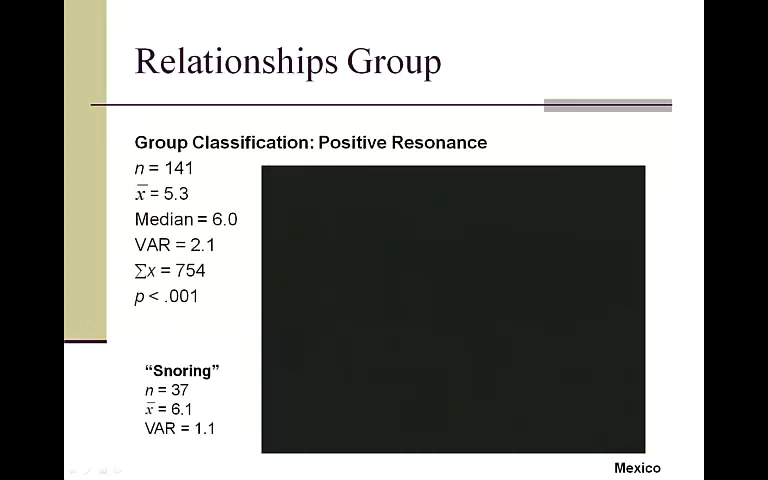 Relationships Group
Group Classification: Positive Resonance
n = 141
x̅ = 5.3
Median = 6.0
VAR = 2.1
∑x = 754
p < .001
“Snoring”
n = 37
x̅ = 6.1
VAR = 1.1
Mexico